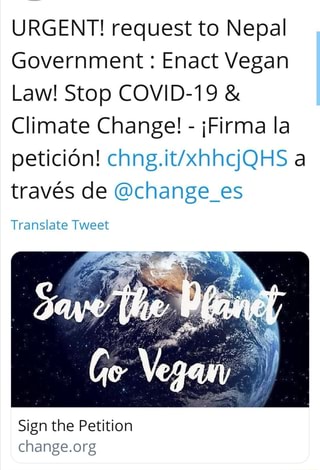 URGENT! request to Nepal
Government : Enact Vegan
Law! Stop COVID-19 &
Climate Change! - ¡Firma la
petición! chng.it/xhhcjQHS a
través de @change_es
Translate Tweet
Save the Planet
Go Vegan
Sign the Petition
change.org